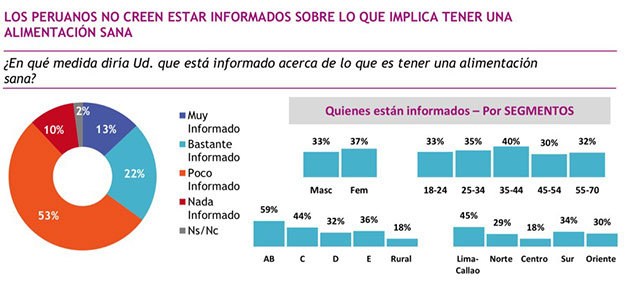 LOS PERUANOS NO CREEN ESTAR INFORMADOS SOBRE LO QUE IMPLICA TENER UNA
ALIMENTACIÓN SANA
¿En qué medida diría Ud. que está informado acerca de lo que es tener una alimentación
sana?
2%
10%
13%
22%
53%
Muy
Informado
Bastante
Informado
Poco
Informado
Nada
Informado
Ns/Nc
Quienes están informados – Por SEGMENTOS
33% 37%
Masc Fem
33% 35% 40% 30% 32%
18-24 25-34 35-44 45-54 55-70
59% 44% 32% 36% 18%
AB C D E Rural
45% 29% 18% 34% 30%
Lima- Norte Centro Sur Oriente
Callao